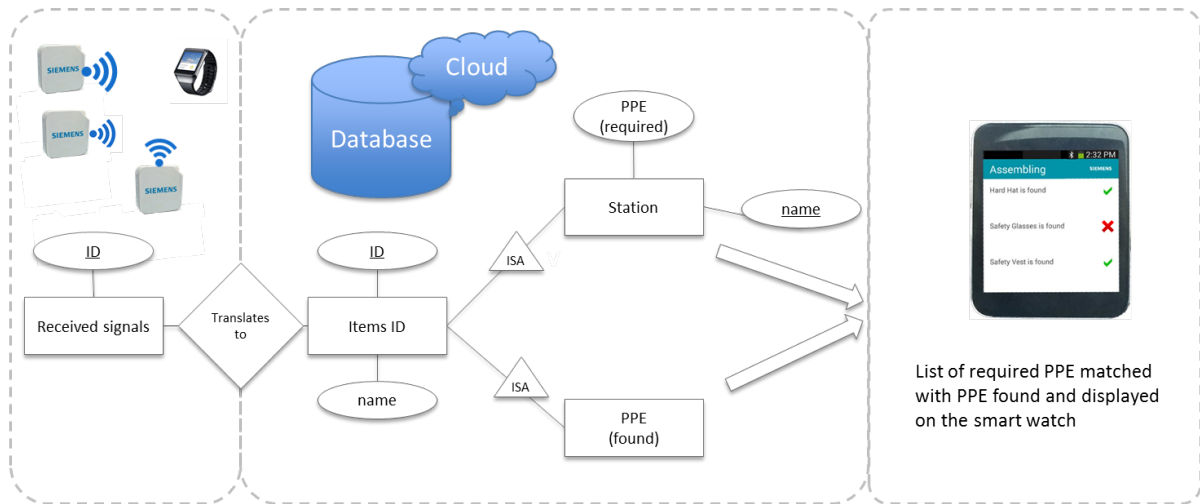 SIEMENS
SIEMENS
SIEMENS
ID
Received signals
Translates
to
Cloud
Database
ID
Items ID
name
ISA
ISA
PPE
(required)
Station
name
PPE
(found)
2:32 PM
Assembling SIEMENS
Hard Hat is found
Safety Glasses is found
Safety Vest is found
List of required PPE matched
with PPE found and displayed
on the smart watch